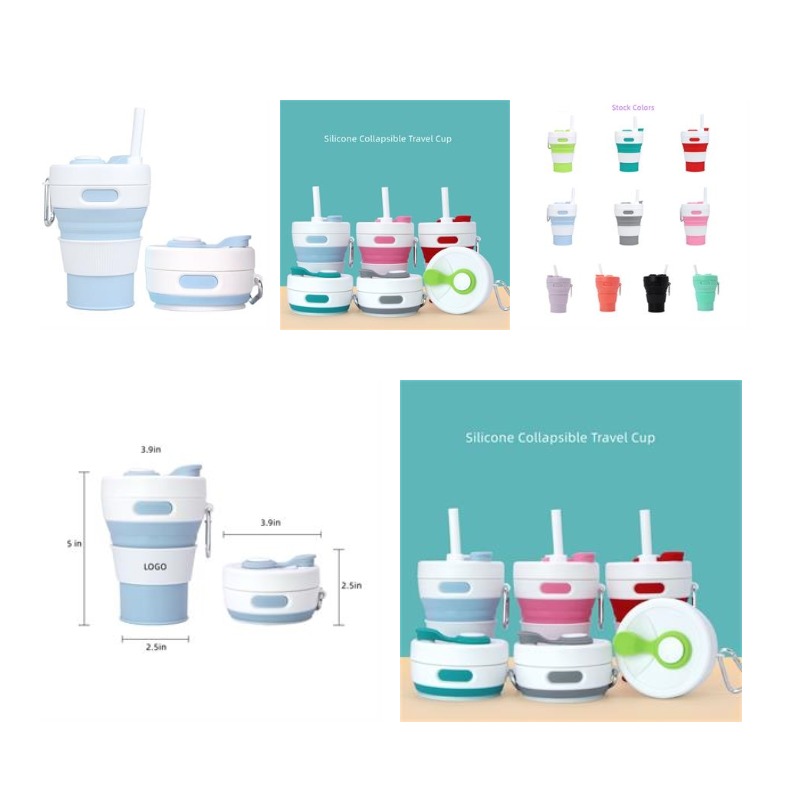 Silicone Collapsible Travel Cup
Stock Colors
3.9in
5 in
LOGO
2.5in
3.9in
2.5in
Silicone Collapsible Travel Cup